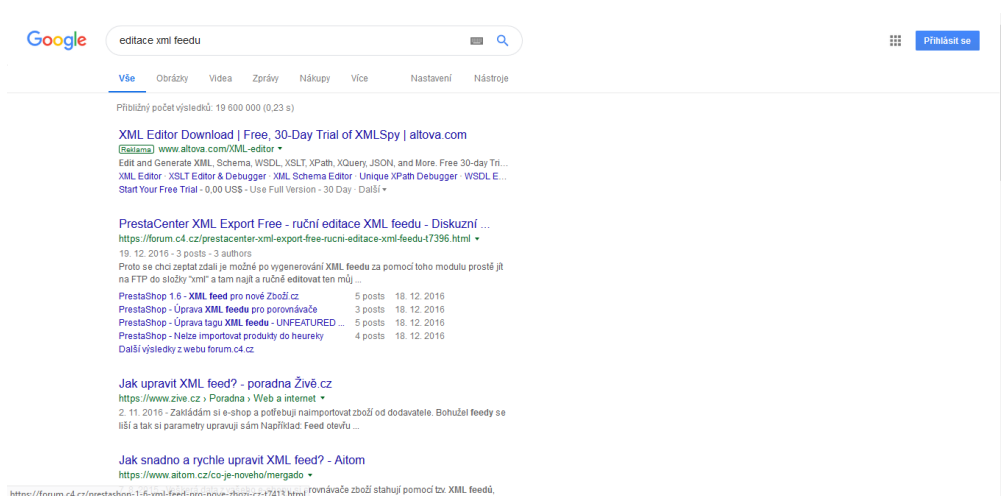 Google
editace xml feedu
Přihlásit se
Vše Obrázky Videa Zprávy Nákupy Více Nastavení Nástroje
Přibližný počet výsledků: 19 600 000 (0,23 s)
XML Editor Download | Free, 30-Day Trial of XMLSpy | altova.com
Reklama www.altova.com/XML-editor
Edit and Generate XML, Schema, WSDL, XSLT, XPath, XQuery, JSON, and More. Free 30-day Tri...
XML Editor · XSLT Editor & Debugger · XML Schema Editor · Unique XPath Debugger · WSDL E...
Start Your Free Trial - 0,00 US$ - Use Full Version - 30 Day · Další
PrestaCenter XML Export Free - ruční editace XML feedu - Diskuzní ...
https://forum.c4.cz/prestacenter-xml-export-free-rucni-editace-xml-feedu-t7396.html
19. 12. 2016 - 3 posts - 3 authors
Proto se chci zeptat zdali je možné po vygenerování XML feedu za pomocí toho modulu prostě jít
na FTP do složky "xml" a tam najít a ručně editovat ten můj ...
PrestaShop 1.6 - XML feed pro nové Zboží.cz 5 posts 18. 12. 2016
PrestaShop - Úprava XML feedu pro porovnávače 3 posts 18. 12. 2016
PrestaShop - Úprava tagu XML feedu - UNFEATURED ... 5 posts 18. 12. 2016
PrestaShop - Nelze importovat produkty do heureky 4 posts 18. 12. 2016
Další výsledky z webu forum.c4.cz
Jak upravit XML feed? - poradna Živě.cz
https://www.zive.cz › Poradna › Web a internet
2. 11. 2016 - Zakládám si e-shop a potřebuji naimportovat zboží od dodavatele. Bohužel feedy se
liší a tak si parametry upravuji sám Například: Feed otevřu ...
Jak snadno a rychle upravit XML feed? - Aitom
https://www.aitom.cz/co-je-noveho/mergado
rovnávače zboží stahují pomocí tzv. XML feedů,
https://forum.c4.cz/prestashop-1-6-xml-feed-pro-nove-zbozi-cz-t7413.html